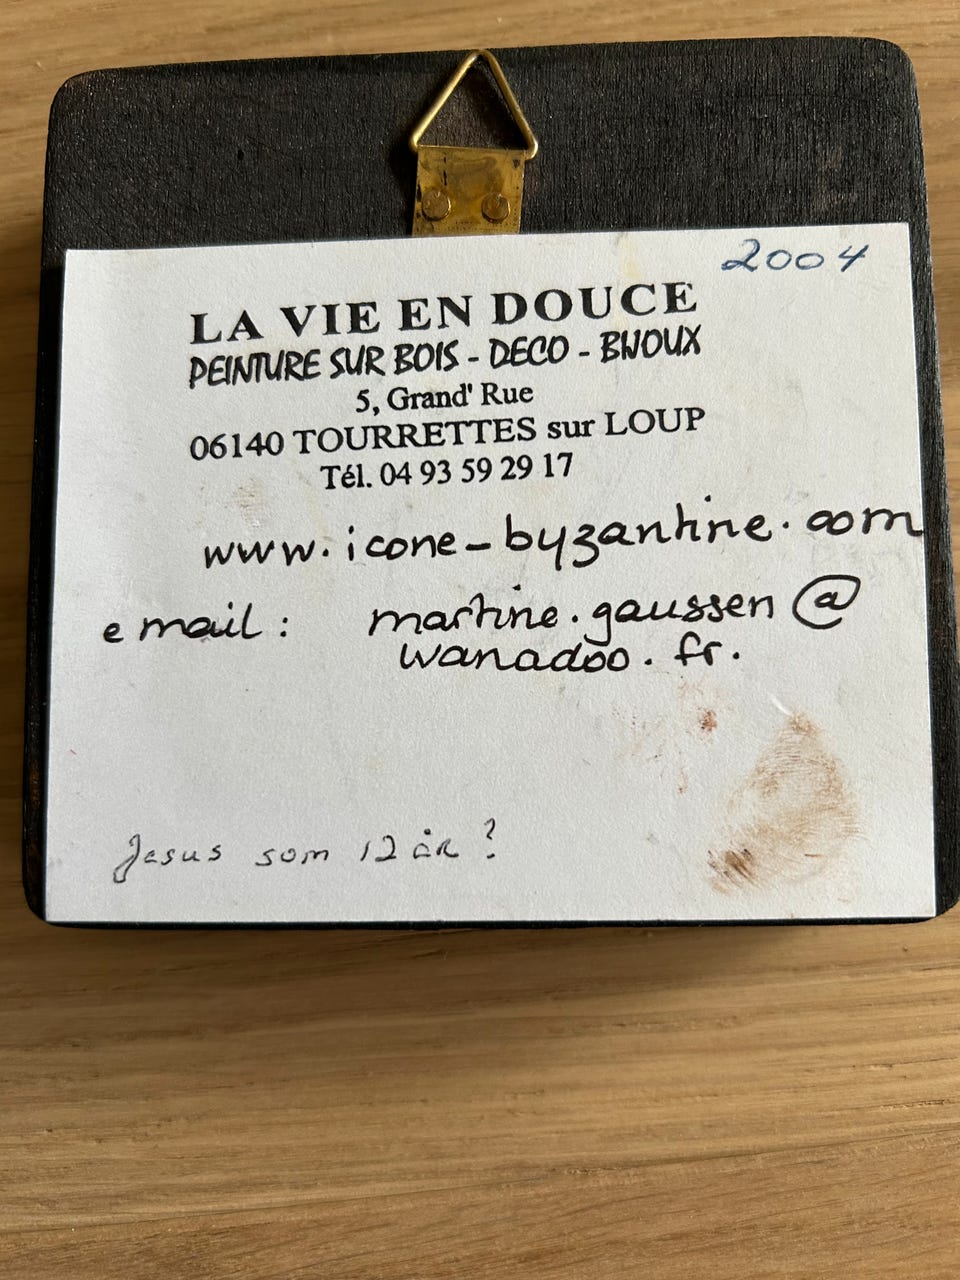 2004
LA VIE EN DOUCE
PEINTURE SUR BOIS - DECO - BIJOUX
5, Grand' Rue
06140 TOURRETTES sur LOUP
Tél. 04 93 59 29 17
www.icone-byzantine.com
email: martine.gaussen@
wanadoo.fr.
Jesus som 12 år?